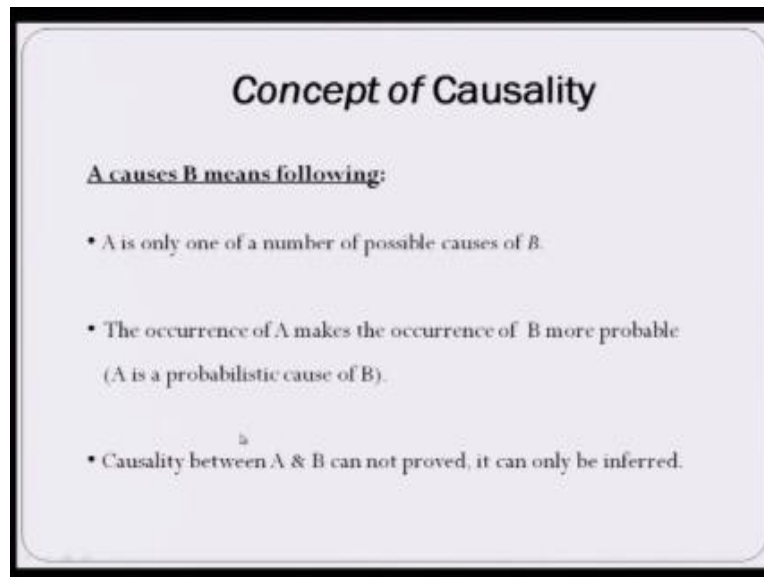 Concept of Causality
A causes B means following:
• A is only one of a number of possible causes of B.
• The occurrence of A makes the occurrence of B more probable
(A is a probabilistic cause of B).
• Causality between A & B can not proved, it can only be inferred.